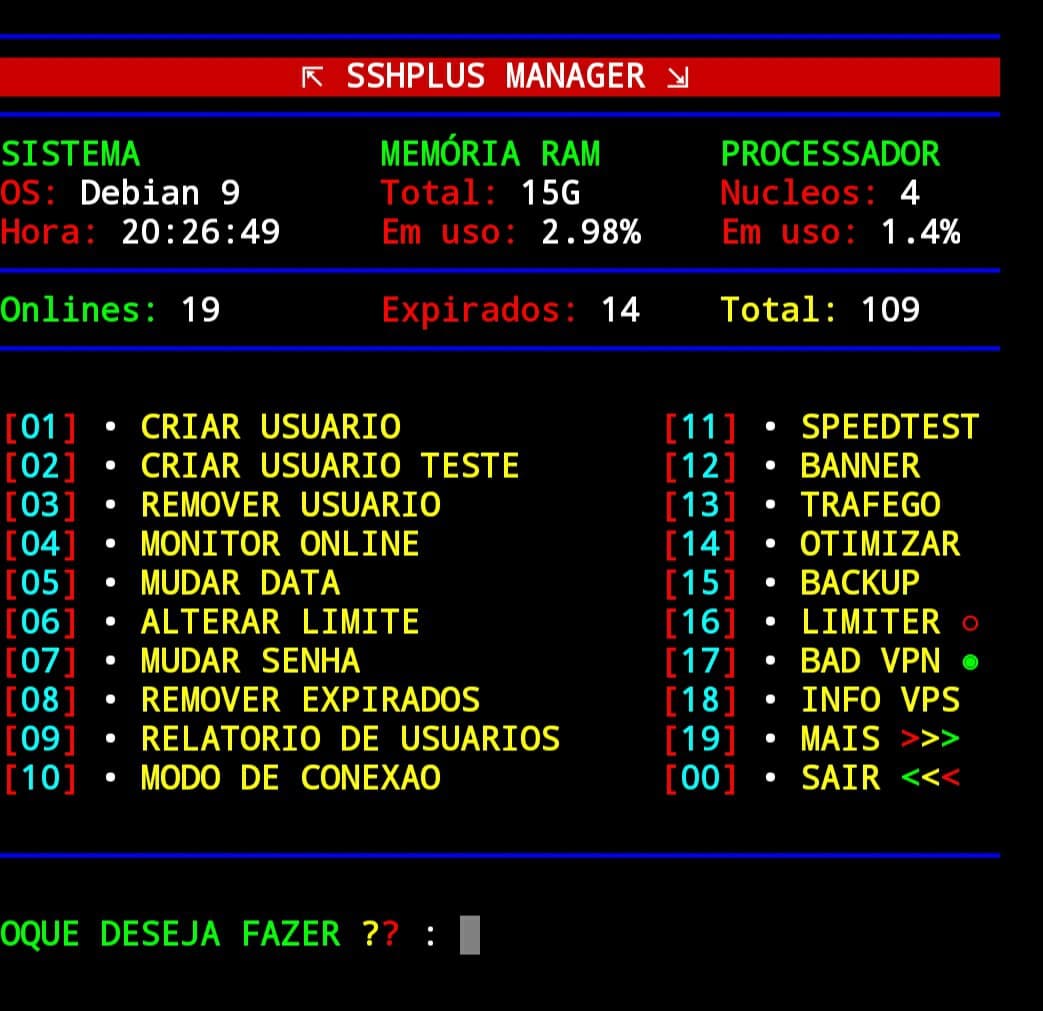 ⇱ SSHPLUS MANAGER ⇲
SISTEMA MEMÓRIA RAM PROCESSADOR
OS: Debian 9 Total: 15G Nucleos: 4
Hora: 20:26:49 Em uso: 2.98% Em uso: 1.4%
Onlines: 19 Expirados: 14 Total: 109
[01] • CRIAR USUARIO [11] • SPEEDTEST
[02] • CRIAR USUARIO TESTE [12] • BANNER
[03] • REMOVER USUARIO [13] • TRAFEGO
[04] • MONITOR ONLINE [14] • OTIMIZAR
[05] • MUDAR DATA [15] • BACKUP
[06] • ALTERAR LIMITE [16] • LIMITER ○
[07] • MUDAR SENHA [17] • BAD VPN ◉
[08] • REMOVER EXPIRADOS [18] • INFO VPS
[09] • RELATORIO DE USUARIOS [19] • MAIS >>>
[10] • MODO DE CONEXAO [00] • SAIR <<<
OQUE DESEJA FAZER ?? :